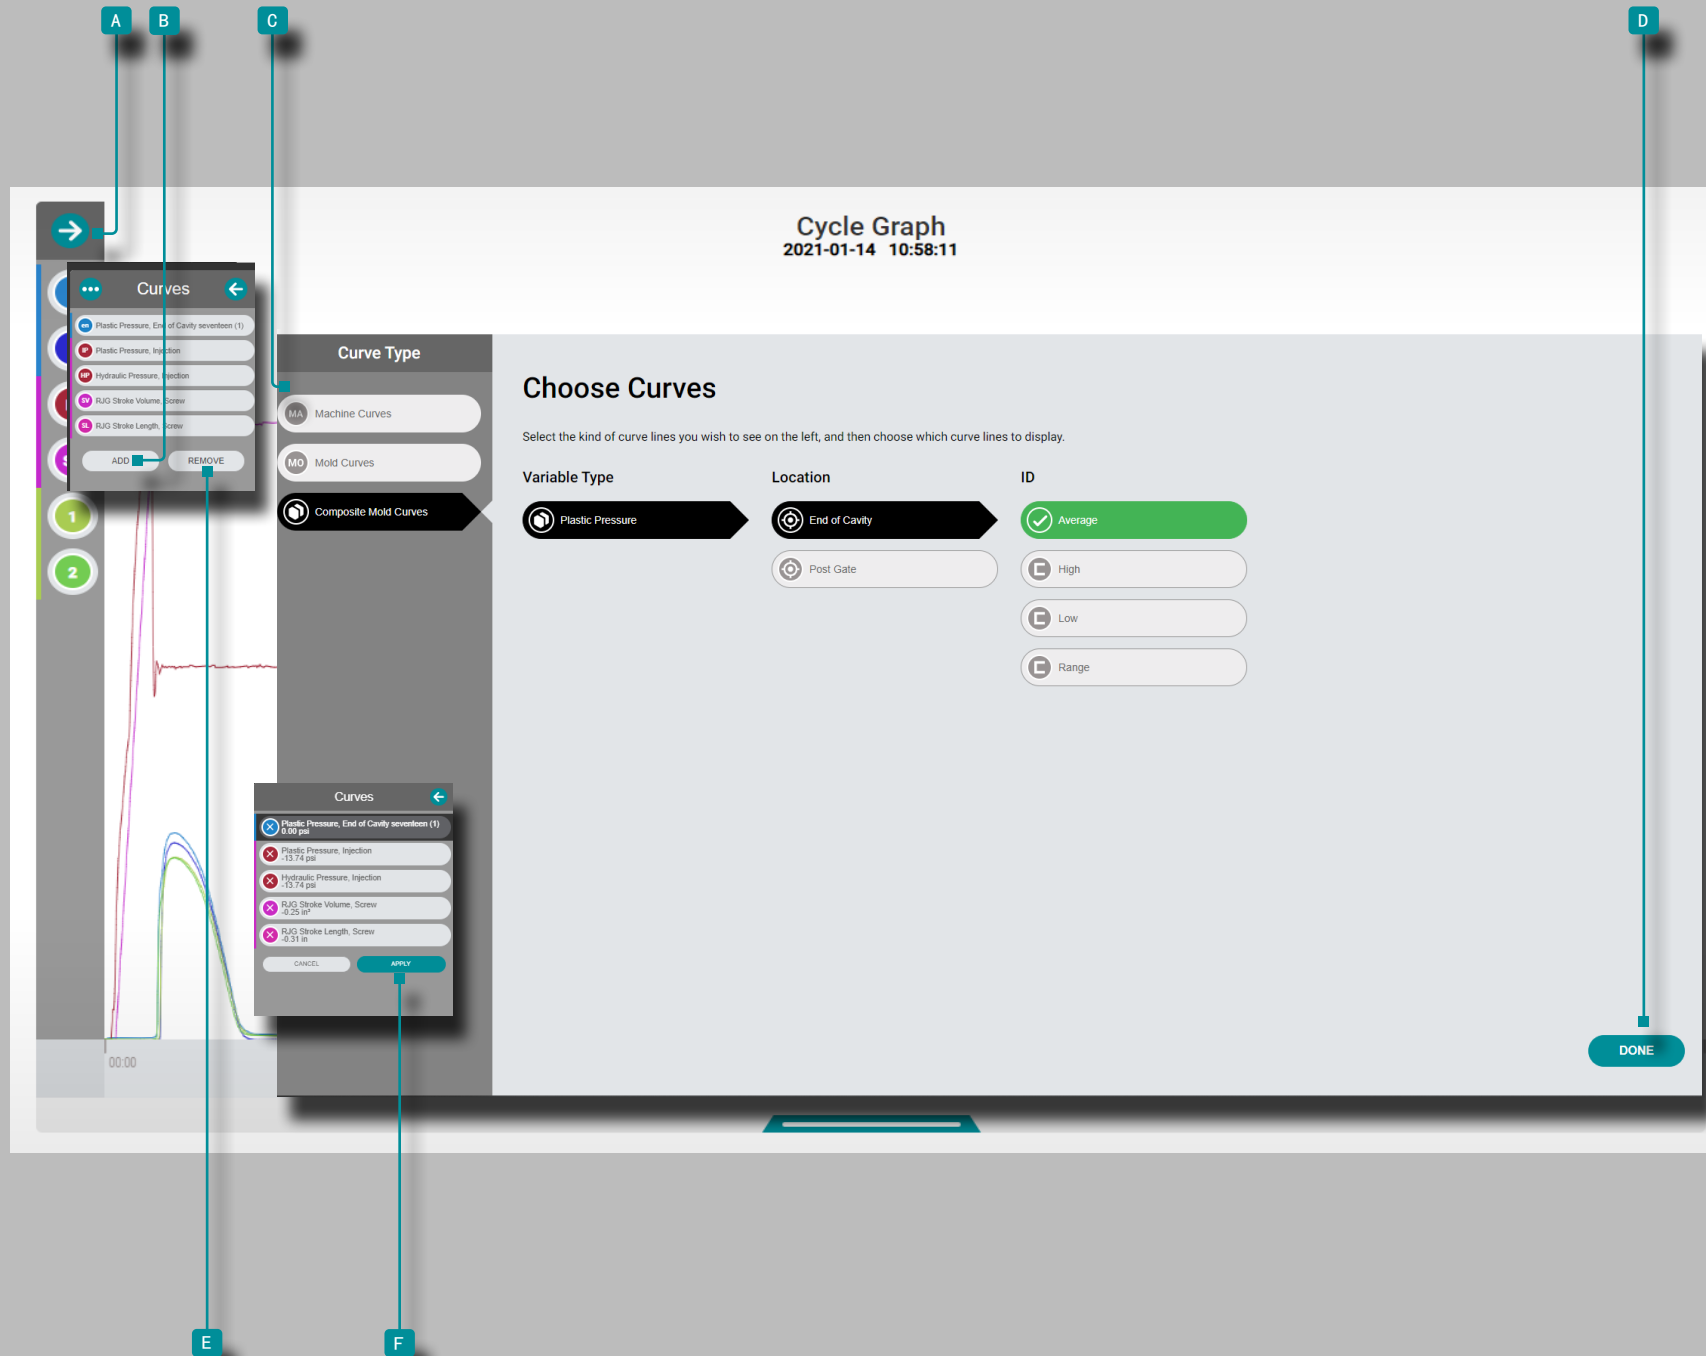 A
B
C
D
Cycle Graph
2021-01-14 10:58:11
Curves
en Plastic Pressure, End of Cavity seventeen (1)
IP Plastic Pressure, Injection
HP Hydraulic Pressure, Injection
SV RJG Stroke Volume, Screw
SL RJG Stroke Length, Screw
ADD
REMOVE
1
2
Curve Type
MA Machine Curves
MO Mold Curves
Composite Mold Curves
Choose Curves
Select the kind of curve lines you wish to see on the left, and then choose which curve lines to display.
Variable Type
Location
ID
Plastic Pressure
End of Cavity
Average
Post Gate
High
Low
Range
Curves
Plastic Pressure, End of Cavity seventeen (1)
0.00 psi
Plastic Pressure, Injection
-13.74 psi
Hydraulic Pressure, Injection
-13.74 psi
RJG Stroke Volume, Screw
-0.25 in³
RJG Stroke Length, Screw
-0.31 in
CANCEL
APPLY
DONE
00:00
E
F